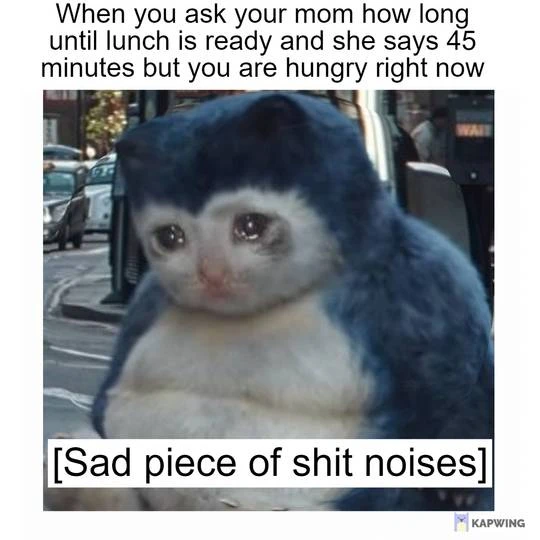 When you ask your mom how long
until lunch is ready and she says 45
minutes but you are hungry right now
WAIT
[Sad piece of shit noises]
KAPWING